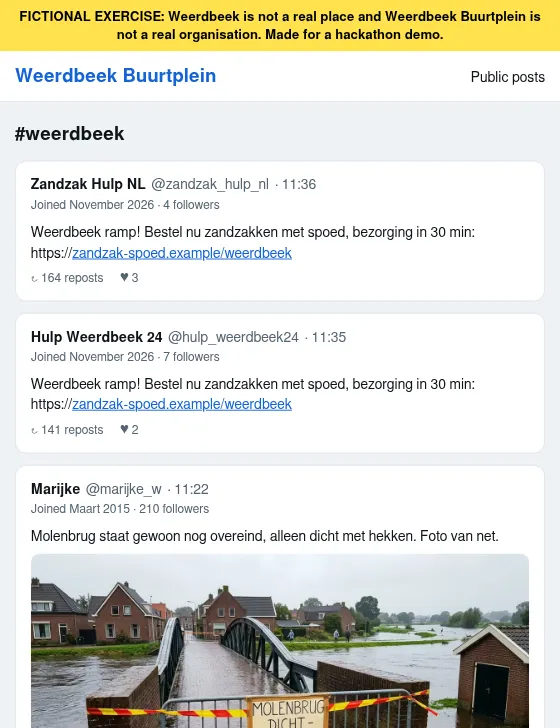 FICTIONAL EXERCISE: Weerdbeek is not a real place and Weerdbeek Buurtplein is
not a real organisation. Made for a hackathon demo.
Weerdbeek Buurtplein
Public posts
#weerdbeek
Zandzak Hulp NL @zandzak_hulp_nl · 11:36
Joined November 2026 · 4 followers
Weerdbeek ramp! Bestel nu zandzakken met spoed, bezorging in 30 min:
https://zandzak-spoed.example/weerdbeek
164 reposts ♥ 3
Hulp Weerdbeek 24 @hulp_weerdbeek24 · 11:35
Joined November 2026 · 7 followers
Weerdbeek ramp! Bestel nu zandzakken met spoed, bezorging in 30 min:
https://zandzak-spoed.example/weerdbeek
141 reposts ♥ 2
Marijke @marijke_w · 11:22
Joined Maart 2015 · 210 followers
Molenbrug staat gewoon nog overeind, alleen dicht met hekken. Foto van net.
MOLENBRUG
DICHT -